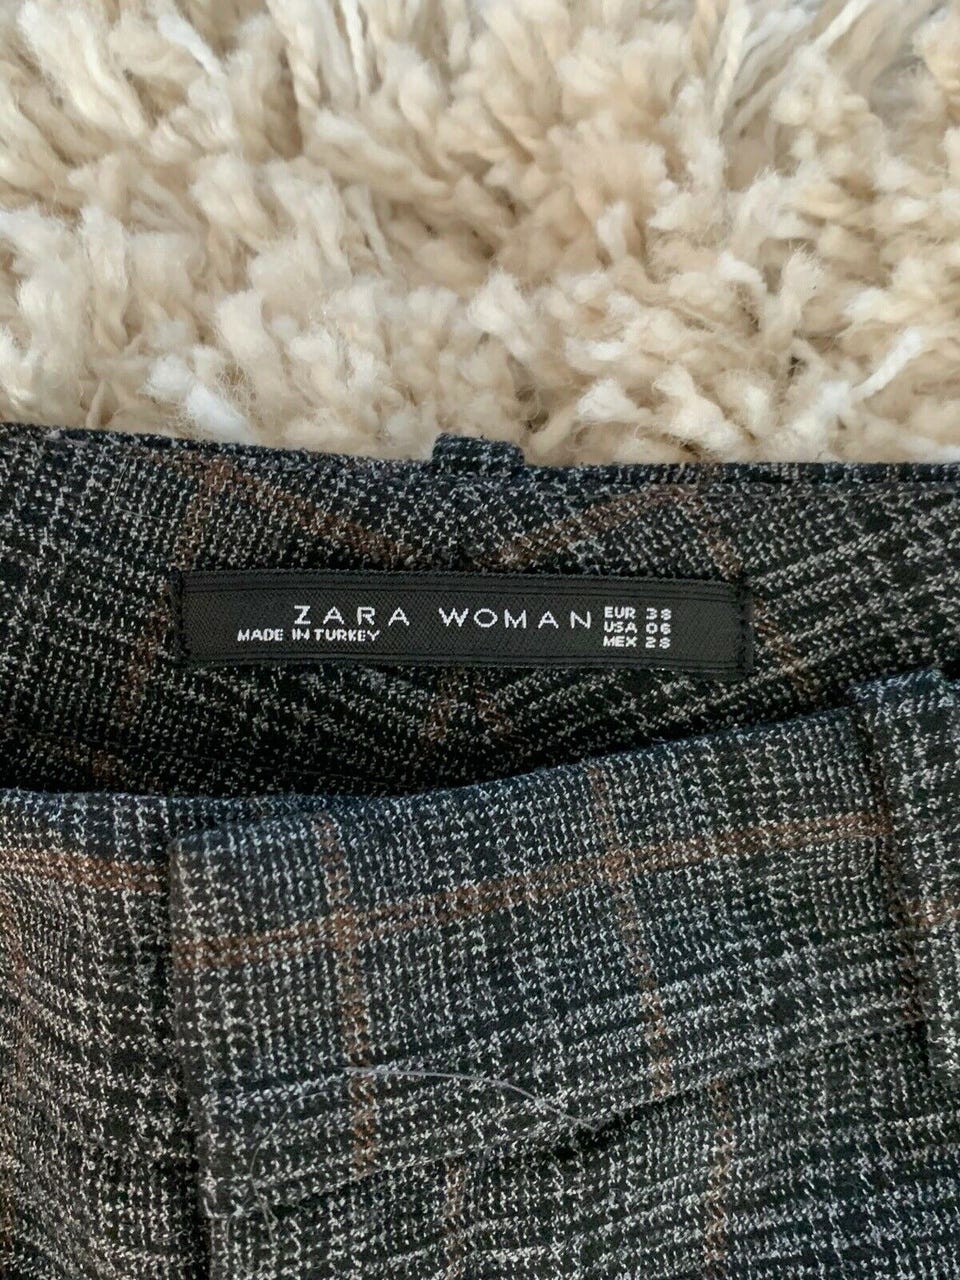 ZARA WOMAN
MADE IN TURKEY
EUR 38
USA 06
MEX 28